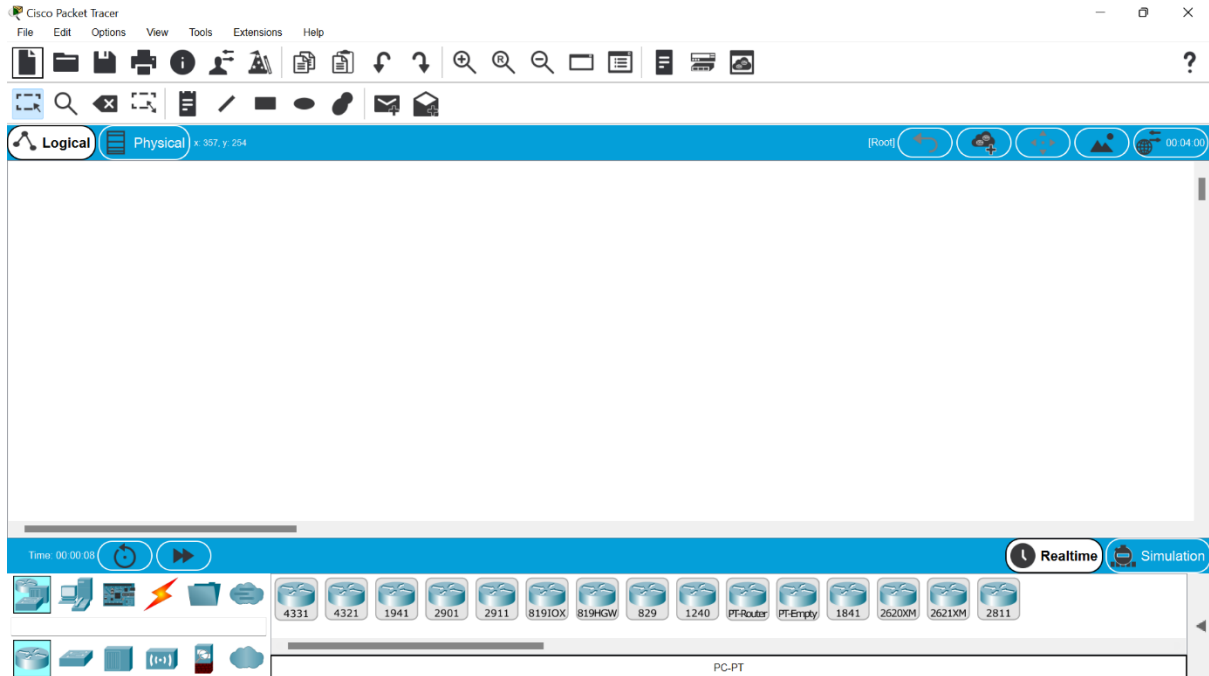 Cisco Packet Tracer
File Edit Options View Tools Extensions Help
R
?
Logical Physical x: 357, y: 254 [Root] 00:04:00
Time: 00:00:08 Realtime Simulation
4331 4321 1941 2901 2911 819IOX 819HGW 829 1240 PT-Router PT-Empty 1841 2620XM 2621XM 2811
PC-PT